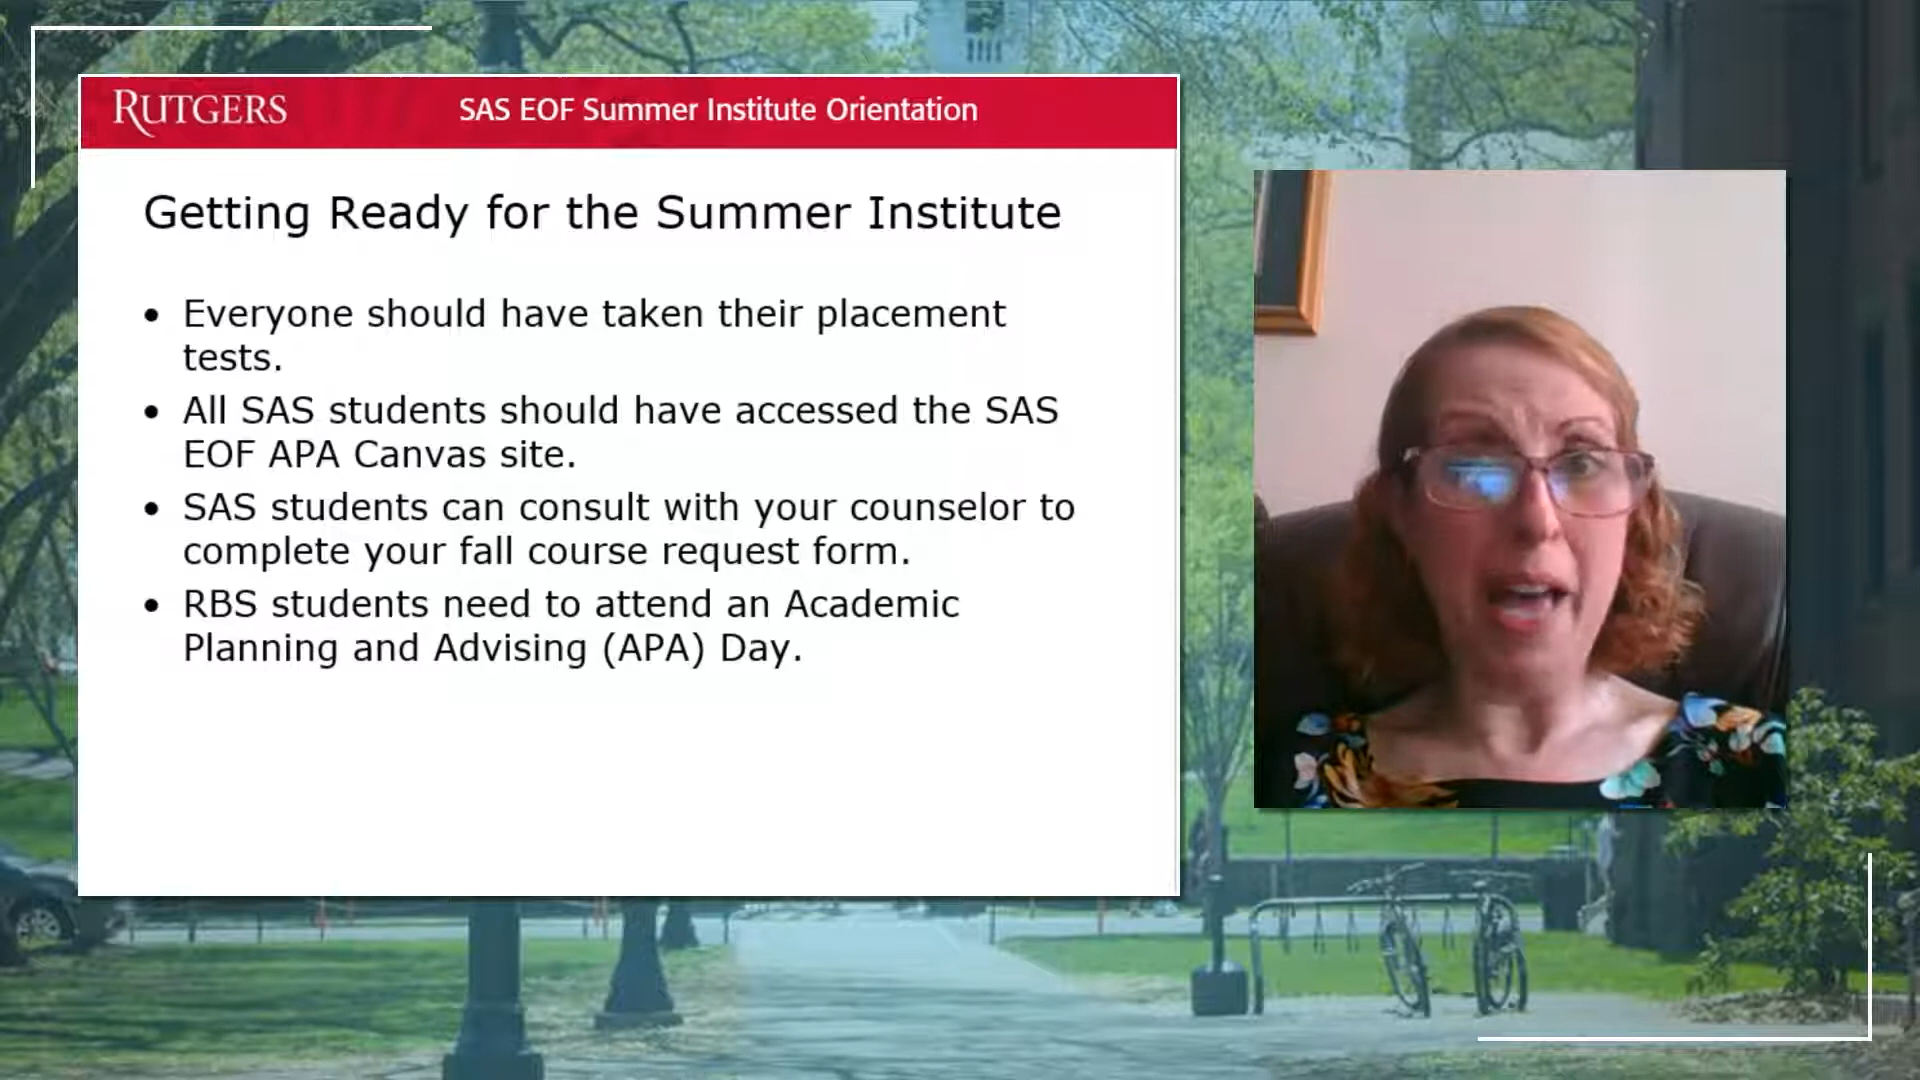 RUTGERS
SAS EOF Summer Institute Orientation
Getting Ready for the Summer Institute
• Everyone should have taken their placement
tests.
• All SAS students should have accessed the SAS
EOF APA Canvas site.
• SAS students can consult with your counselor to
complete your fall course request form.
• RBS students need to attend an Academic
Planning and Advising (APA) Day.